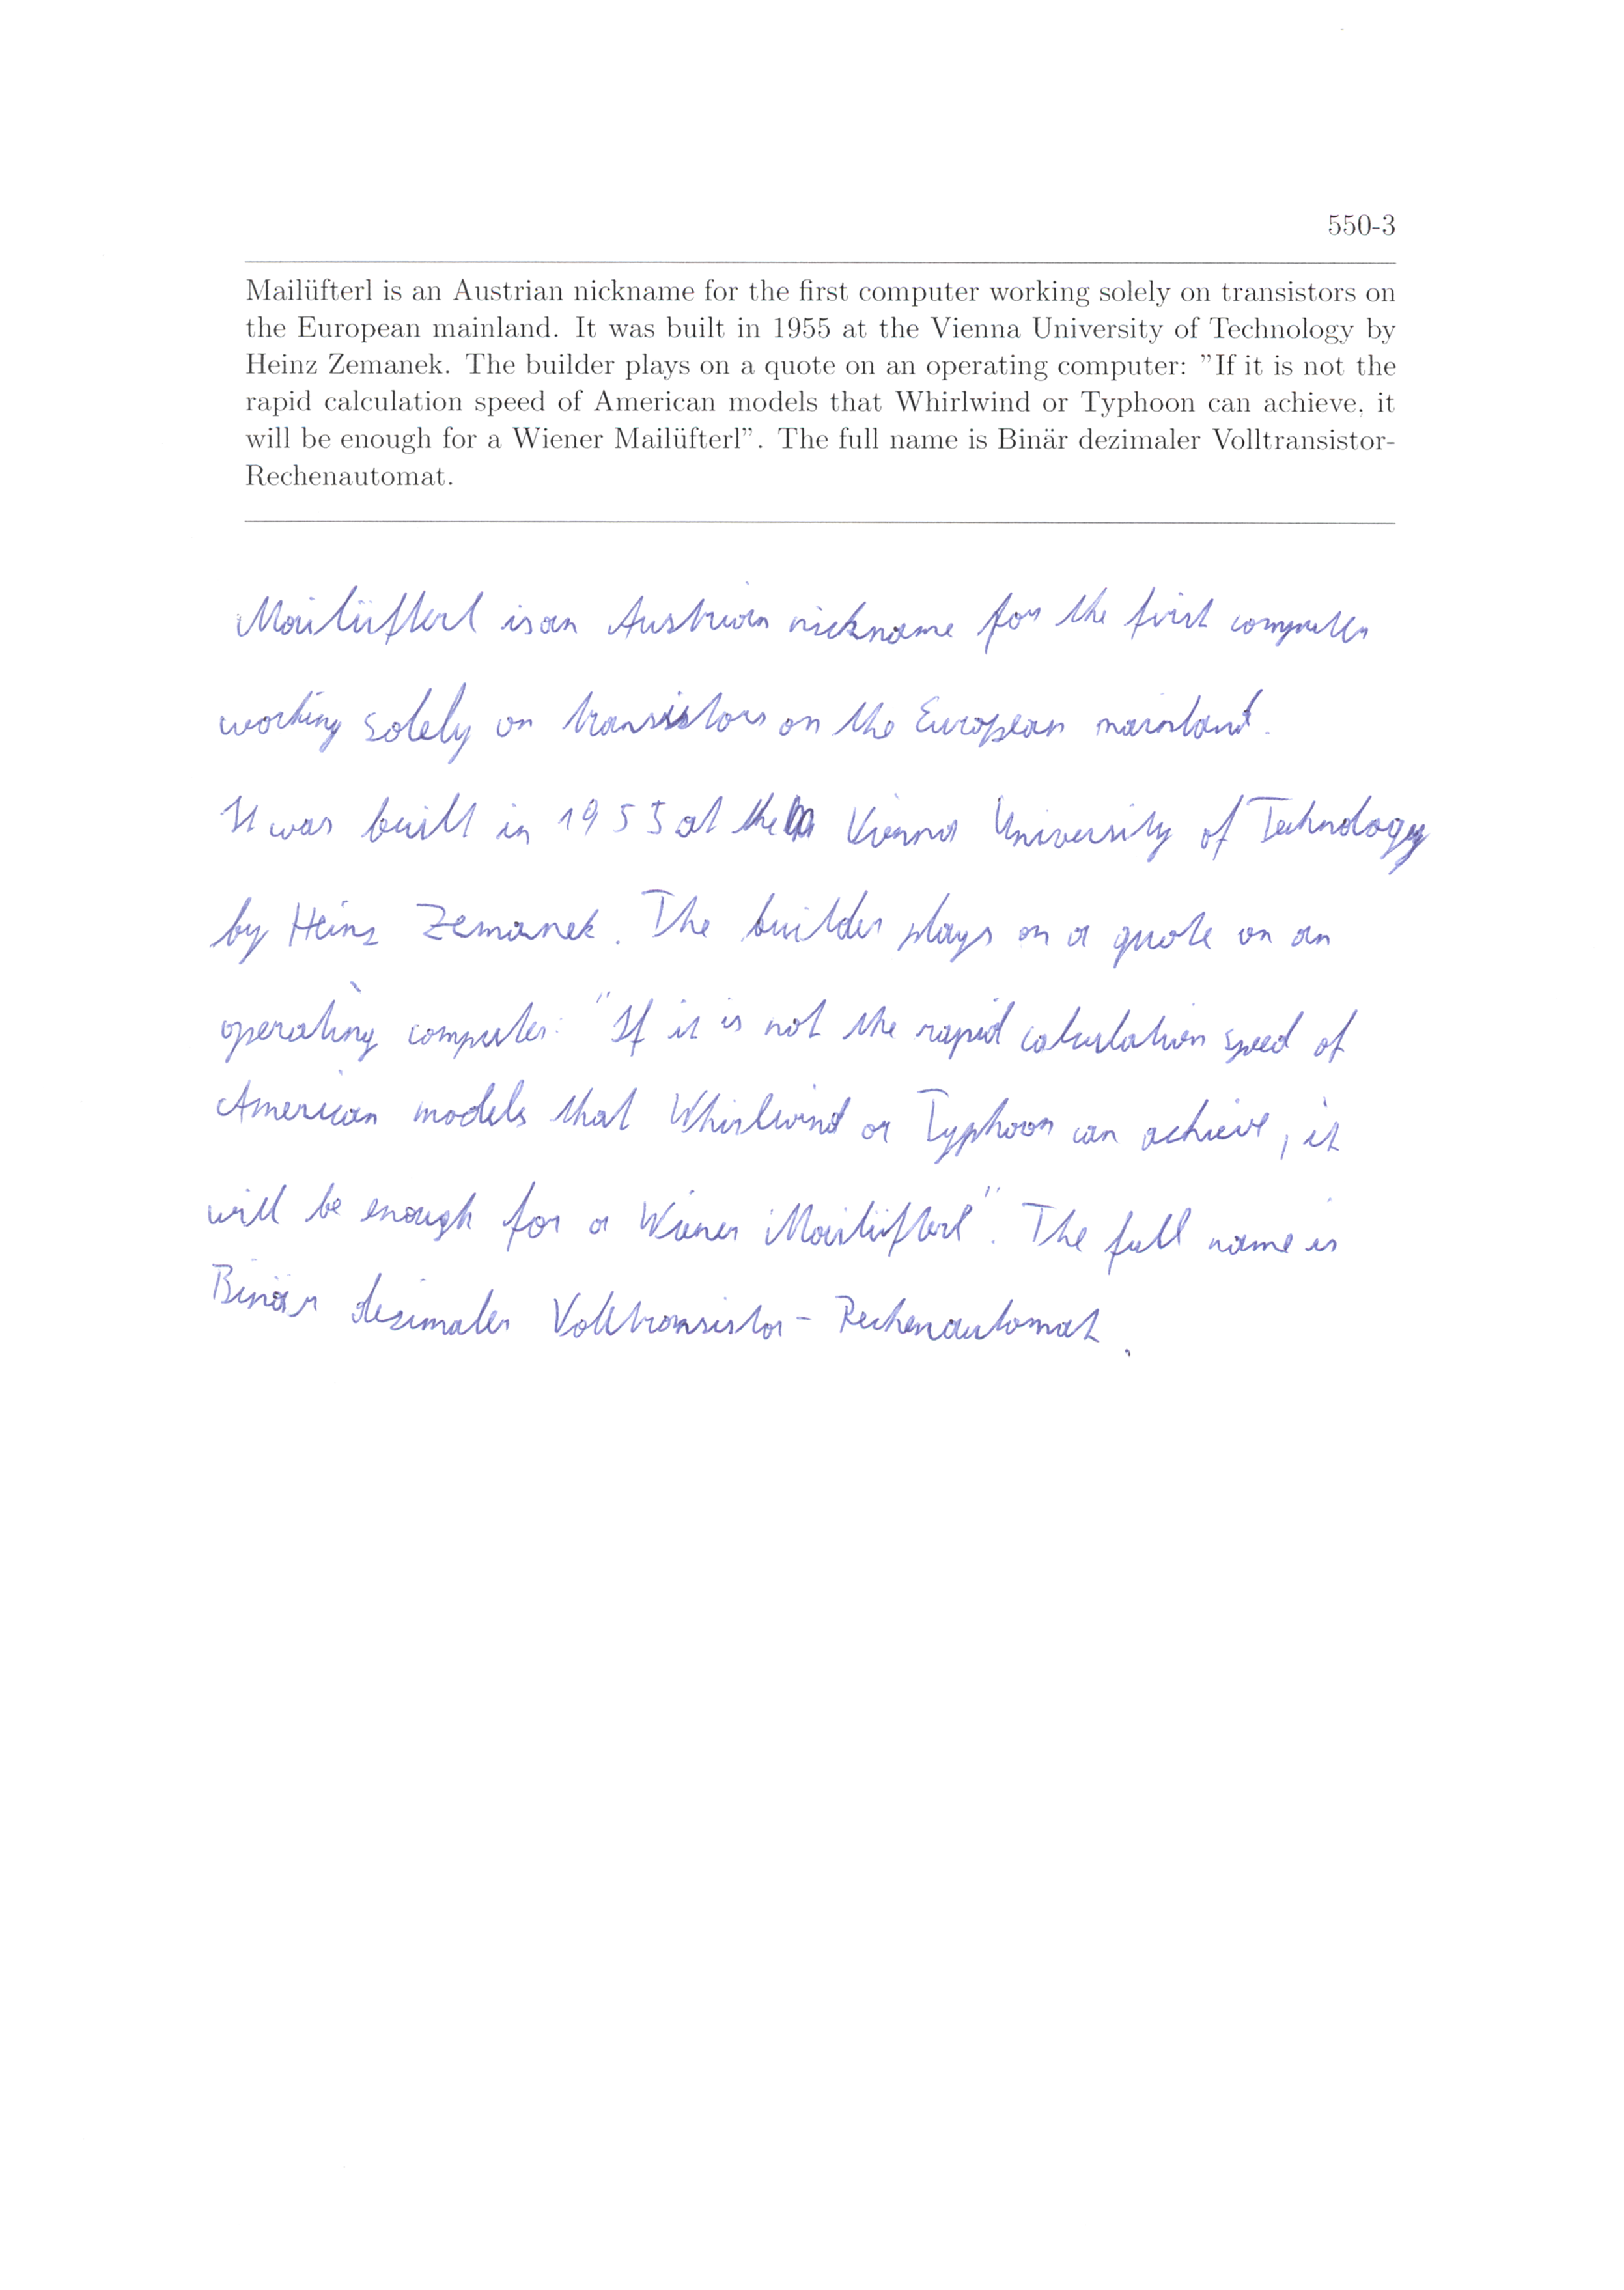 550-3
Mailüfterl is an Austrian nickname for the first computer working solely on transistors on
the European mainland. It was built in 1955 at the Vienna University of Technology by
Heinz Zemanek. The builder plays on a quote on an operating computer: "If it is not the
rapid calculation speed of American models that Whirlwind or Typhoon can achieve, it
will be enough for a Wiener Mailüfterl". The full name is Binär dezimaler Volltransistor-
Rechenautomat.
Mailüfterl is an Austrian nickname for the first computer
working solely on transistors on the European mainland.
It was built in 1955 at the Vienna University of Technology
by Heinz Zemanek. The builder plays on a quote on an
operating computer: "If it is not the rapid calculation speed of
American models that Whirlwind or Typhoon can achieve, it
will be enough for a Wiener Mailüfterl". The full name is
Binär dezimaler Volltransistor-Rechenautomat.